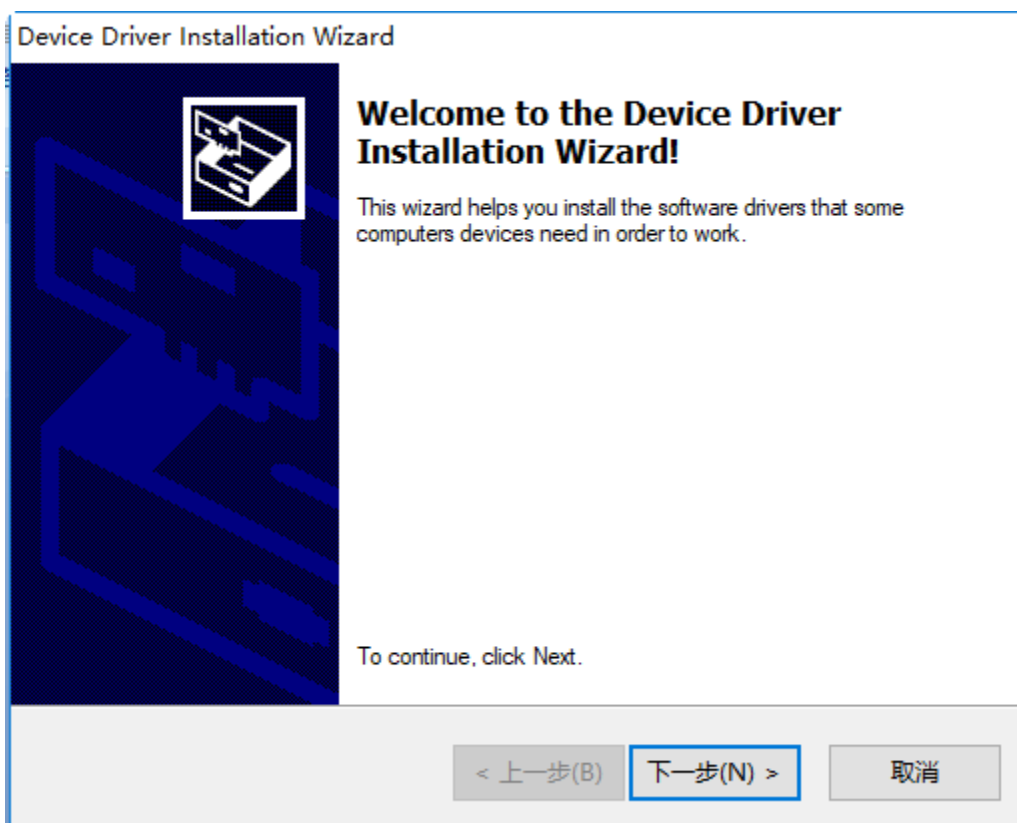 Device Driver Installation Wizard
Welcome to the Device Driver
Installation Wizard!
This wizard helps you install the software drivers that some
computers devices need in order to work.
To continue, click Next.
< 上一步(B)
下一步(N) >
取消